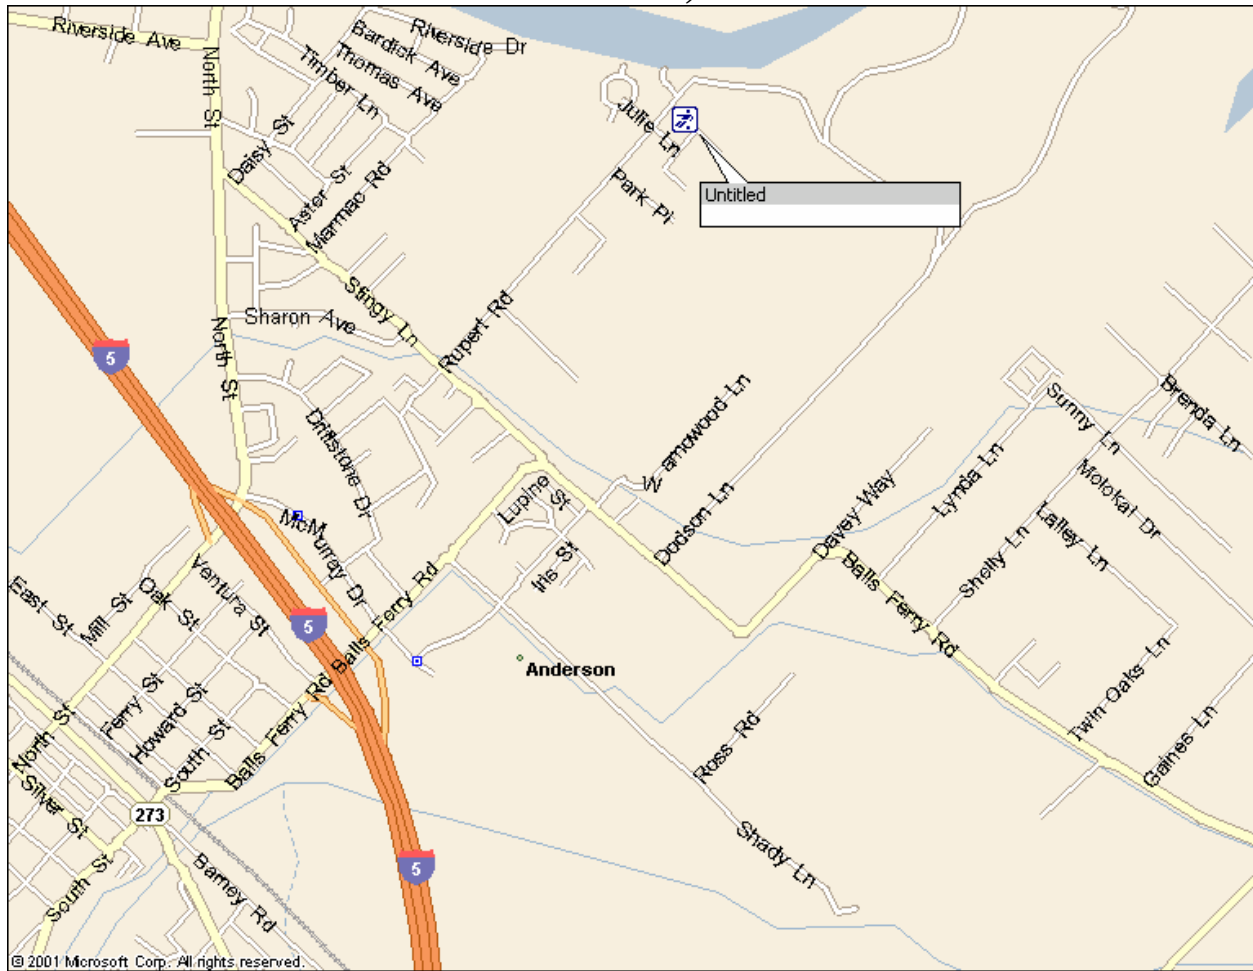 Riverside Ave
Riverside Dr
Bardick Ave
Thomas Ave
Timber Ln
North St
Julie Ln
Daisy St
Park Pl
Untitled
Aster St
Marmac Rd
Stingy Ln
Sharon Ave
Rupert Rd
North St
5
Brenda Ln
Sunny Ln
Wamowood Ln
Driftstone Dr
Lynda Ln
Molokai Dr
Davey Way
Lupine St
Dodson Ln
Lalley Ln
McMurray Dr
Iris St
Shelly Ln
Balls Ferry Rd
Ventura St
East St
Mill St
Oak St
5
Balls Ferry Rd
Anderson
Twin Oaks Ln
Ferry St
Howard St
South St
Balls Ferry Rd
North St
Ross Rd
Gaines Ln
Silver St
273
Shady Ln
5
South St
Barney Rd
© 2001 Microsoft Corp. All rights reserved.